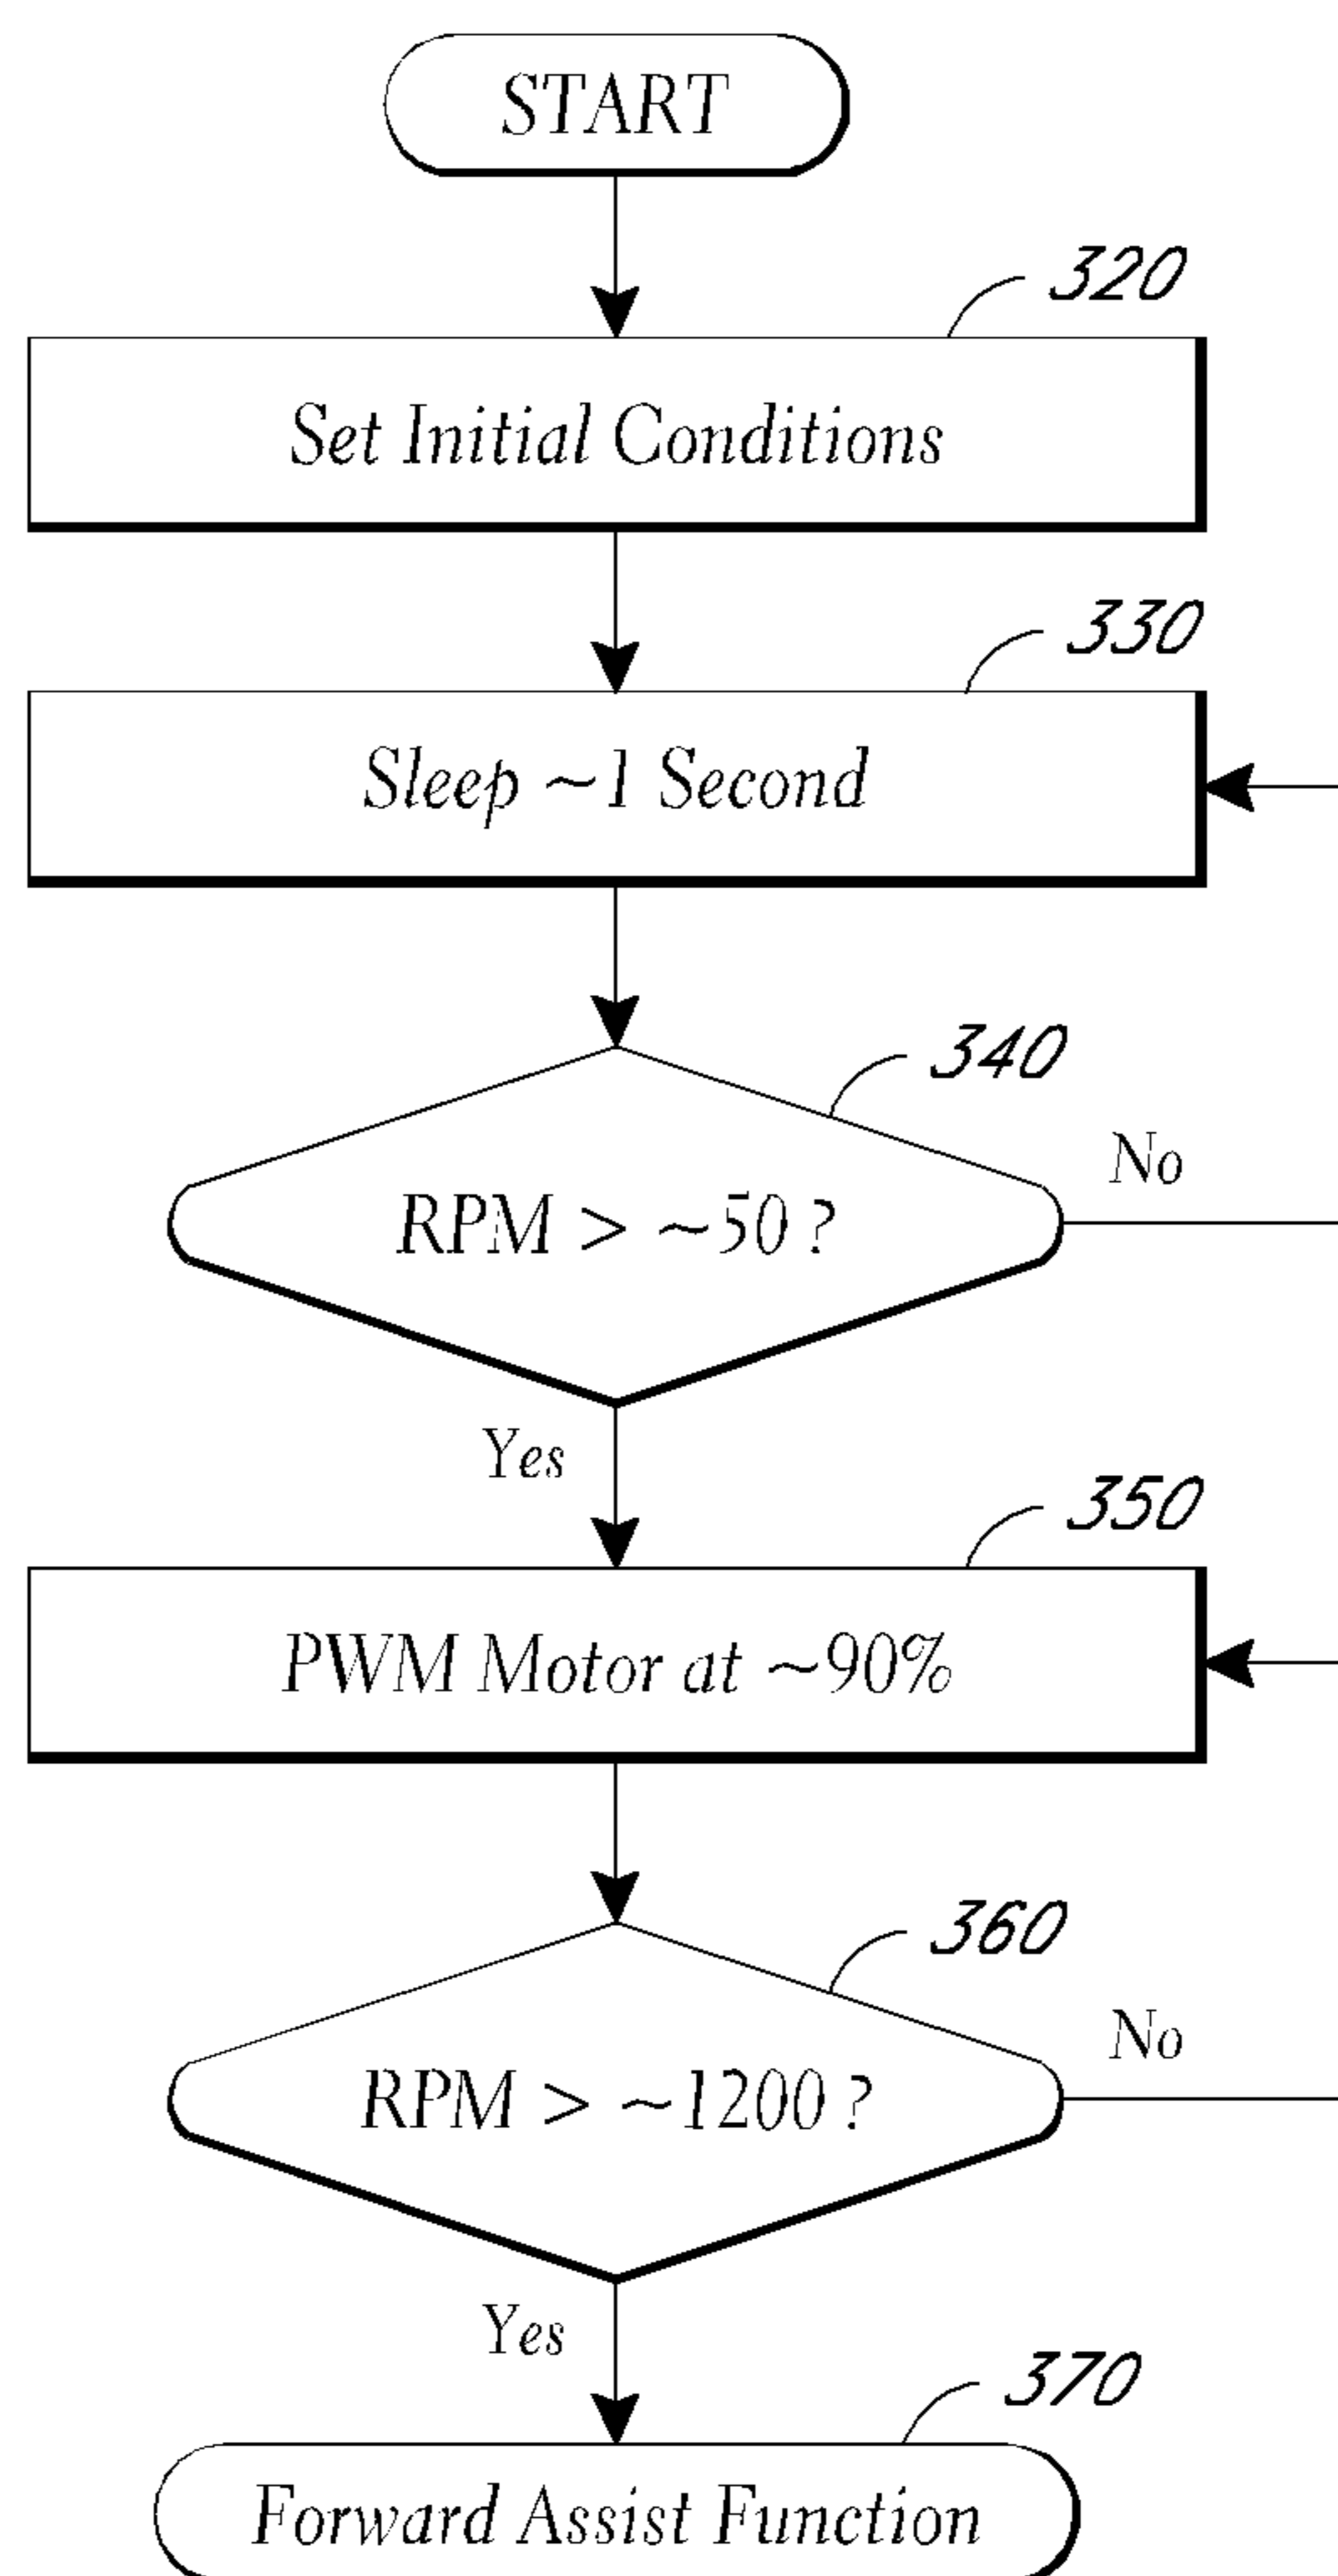 START
320
Set Initial Conditions
330
Sleep ~1 Second
340
No
RPM > ~50 ?
Yes
350
PWM Motor at ~90%
360
No
RPM > ~1200 ?
Yes
370
Forward Assist Function